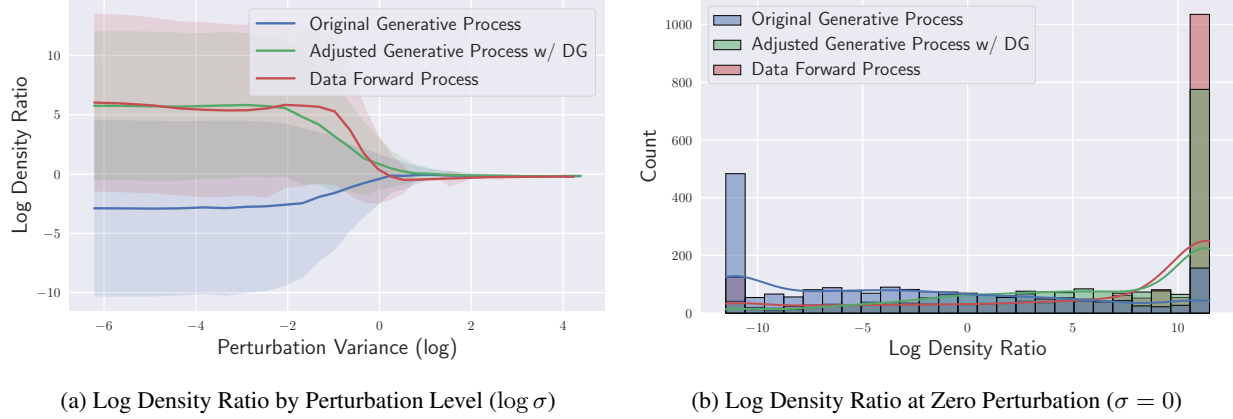 10
5
0
−5
−10
Log Density Ratio
Original Generative Process
Adjusted Generative Process w/ DG
Data Forward Process
−6
−4
−2
0
2
4
Perturbation Variance (log)
(a) Log Density Ratio by Perturbation Level (log σ)
1000
800
600
400
200
0
Count
Original Generative Process
Adjusted Generative Process w/ DG
Data Forward Process
−10
−5
0
5
10
Log Density Ratio
(b) Log Density Ratio at Zero Perturbation (σ = 0)